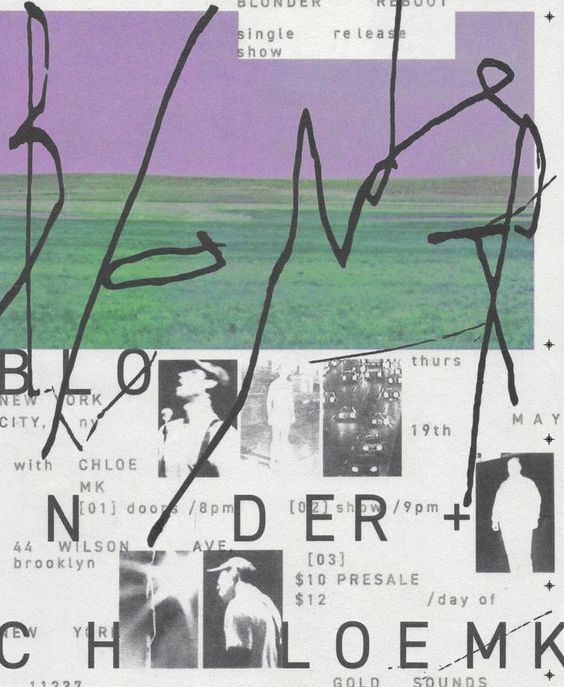 BLONDER REBOOT
single release
show
BLO
thurs
NEW YORK
CITY, ny
19th
MAY
with CHLOE
MK
[01] doors /8pm [02] show /9pm
N DER +
44 WILSON AVE,
brooklyn
[03]
$10 PRESALE
$12 /day of
NEW YORK
CH LOEMK
11237
GOLD SOUNDS